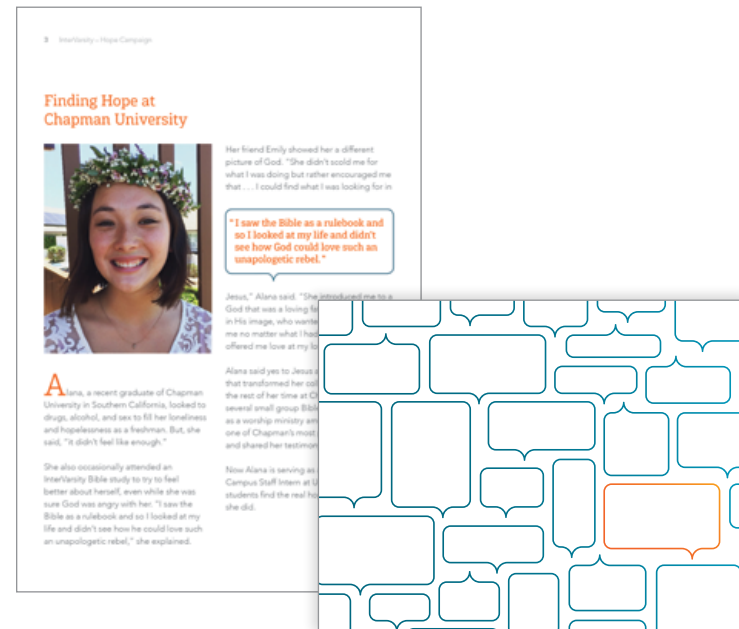 3 InterVarsity – Hope Campaign
Finding Hope at
Chapman University
Her friend Emily showed her a different
picture of God. "She didn't scold me for
what I was doing but rather encouraged me
that . . . I could find what I was looking for in
"I saw the Bible as a rulebook and
so I looked at my life and didn't
see how God could love such an
unapologetic rebel."
Jesus," Alana said. "She introduced me to a
God that was a loving
in His image, who
me no matter what I had
offered me love at my
Alana, a recent graduate of Chapman
University in Southern California, looked to
drugs, alcohol, and sex to fill her loneliness
and hopelessness as a freshman. But, she
said, "it didn't feel like enough."
She also occasionally attended an
InterVarsity Bible study to try to feel
better about herself, even while she was
sure God was angry with her. "I saw the
Bible as a rulebook and so I looked at my
life and didn't see how he could love such
an unapologetic rebel," she explained.
Alana said yes to Jesus
that transformed her
the rest of her time at
several small group
as a worship ministry
one of Chapman's most
and shared her
Now Alana is serving as
Campus Staff Intern at
students find the real
she did.